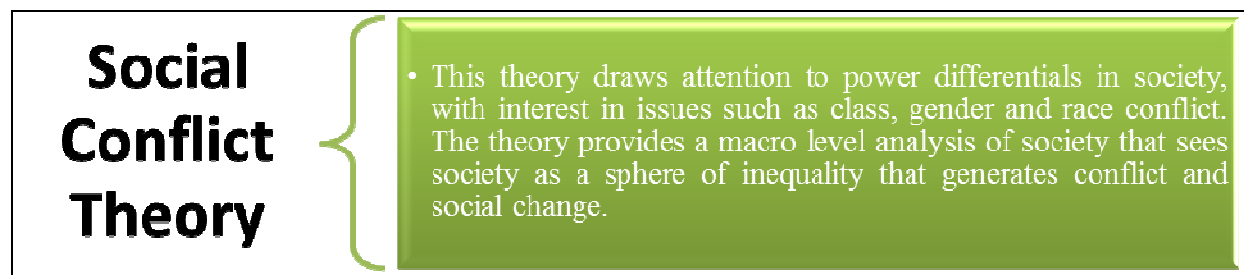 Social
Conflict
Theory
• This theory draws attention to power differentials in society,
with interest in issues such as class, gender and race conflict.
The theory provides a macro level analysis of society that sees
society as a sphere of inequality that generates conflict and
social change.